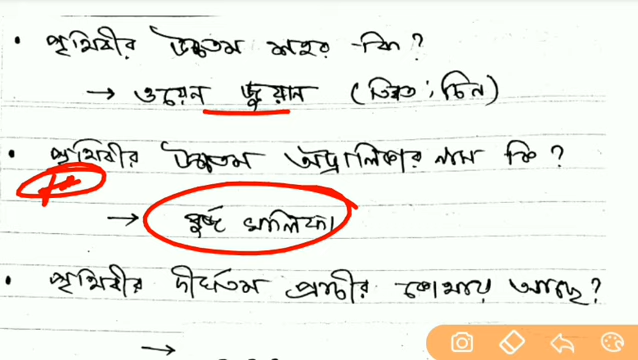 • পৃথিবীর উচ্চতম শহর কি?
→ ওয়েন জুয়ান (তিব্বত; চিন)
• পৃথিবীর উচ্চতম অট্টালিকার নাম কি?
→ বুর্জ খালিফা
• পৃথিবীর দীর্ঘতম প্রাচীর কোথায় আছে?
→